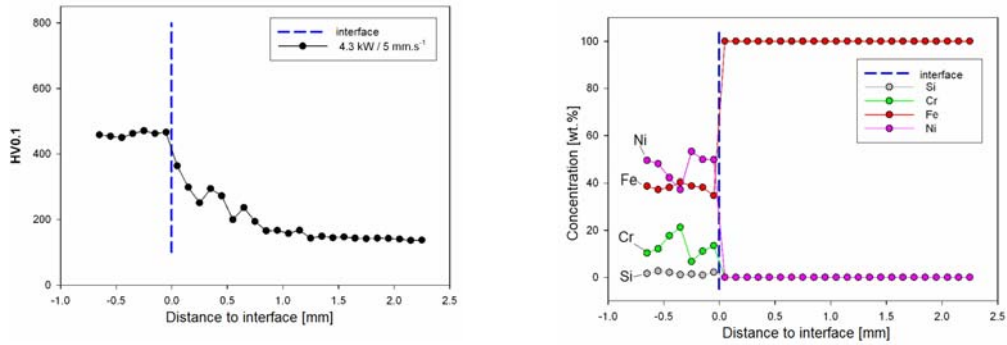 800
600
400
200
0
HV0.1
interface
4.3 kW / 5 mm.s⁻¹
-1.0 -0.5 0.0 0.5 1.0 1.5 2.0 2.5
Distance to interface [mm]
100
80
60
40
20
0
Concentration [wt.%]
interface
Si
Cr
Fe
Ni
Ni
Fe
Cr
Si
-1.0 -0.5 0.0 0.5 1.0 1.5 2.0 2.5
Distance to interface [mm]